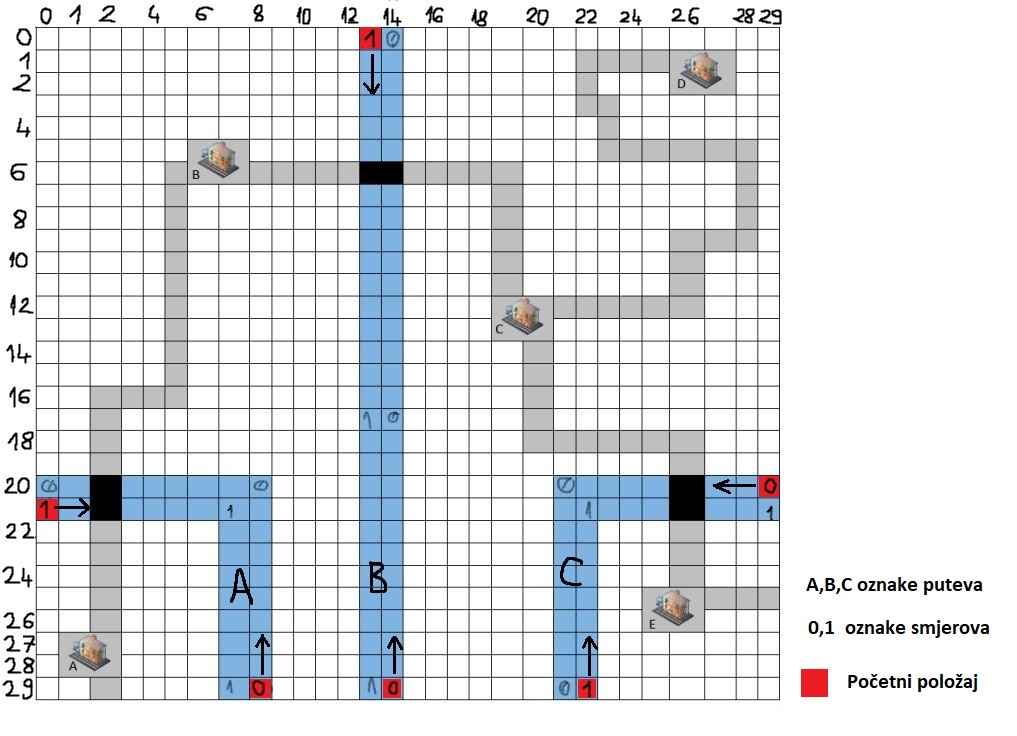 0 1 2 4 6 8 10 12 14 16 18 20 22 24 26 28 29
0 1 0
1
2 D
4
B
6
8
10
12
C
14
16
1 0
18
20 0 0 0 0
1 1 1 1
22
24 A B C
A,B,C oznake puteva
26 E
0,1 oznake smjerova
27
28 A
Početni položaj
29 1 0 1 0 0 1